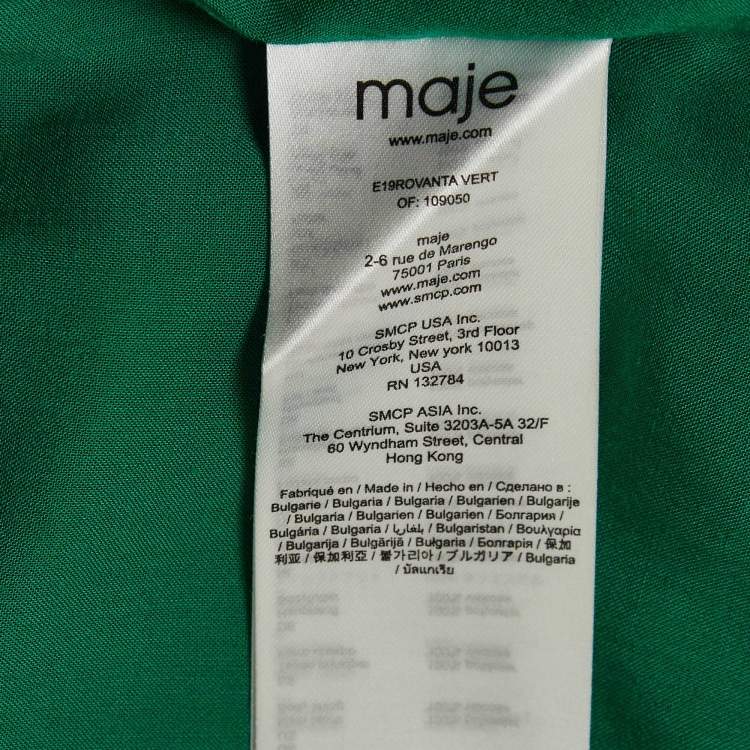 maje
www.maje.com
E19ROVANTA VERT
OF: 109050
maje
2-6 rue de Marengo
75001 Paris
www.maje.com
www.smcp.com
SMCP USA Inc.
10 Crosby Street, 3rd Floor
New York, New york 10013
USA
RN 132784
SMCP ASIA Inc.
The Centrium, Suite 3203A-5A 32/F
60 Wyndham Street, Central
Hong Kong
Fabriqué en / Made in / Hecho en / Сделано в :
Bulgarie / Bulgaria / Bulgaria / Bulgarien / Bulgarije
/ Bulgaria / Bulgarien / Bulgarien / Болгария /
Bulgária / Bulgaria / بلغاريا / Bulgaristan / Βουλγαρία
/ Bulgarija / Bulgārijā / Bułgaria / Болгарія / 保加
利亚 / 保加利亞 / 불가리아 / ブルガリア / Bulgaria
/ บัลแกเรีย